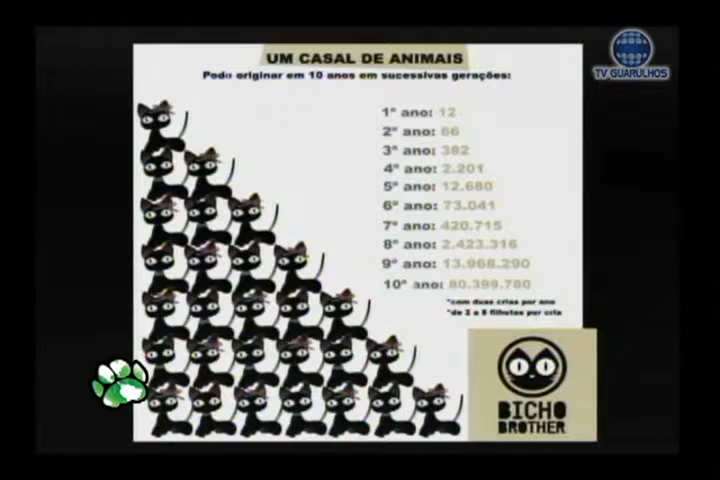 TV GUARULHOS
UM CASAL DE ANIMAIS
Pode originar em 10 anos em sucessivas gerações:
1º ano: 12
2º ano: 66
3º ano: 382
4º ano: 2.201
5º ano: 12.680
6º ano: 73.041
7º ano: 420.715
8º ano: 2.423.316
9º ano: 13.968.290
10º ano: 80.399.780
*com duas crias por ano
*de 2 a 8 filhotes por cria
BICHO
BROTHER